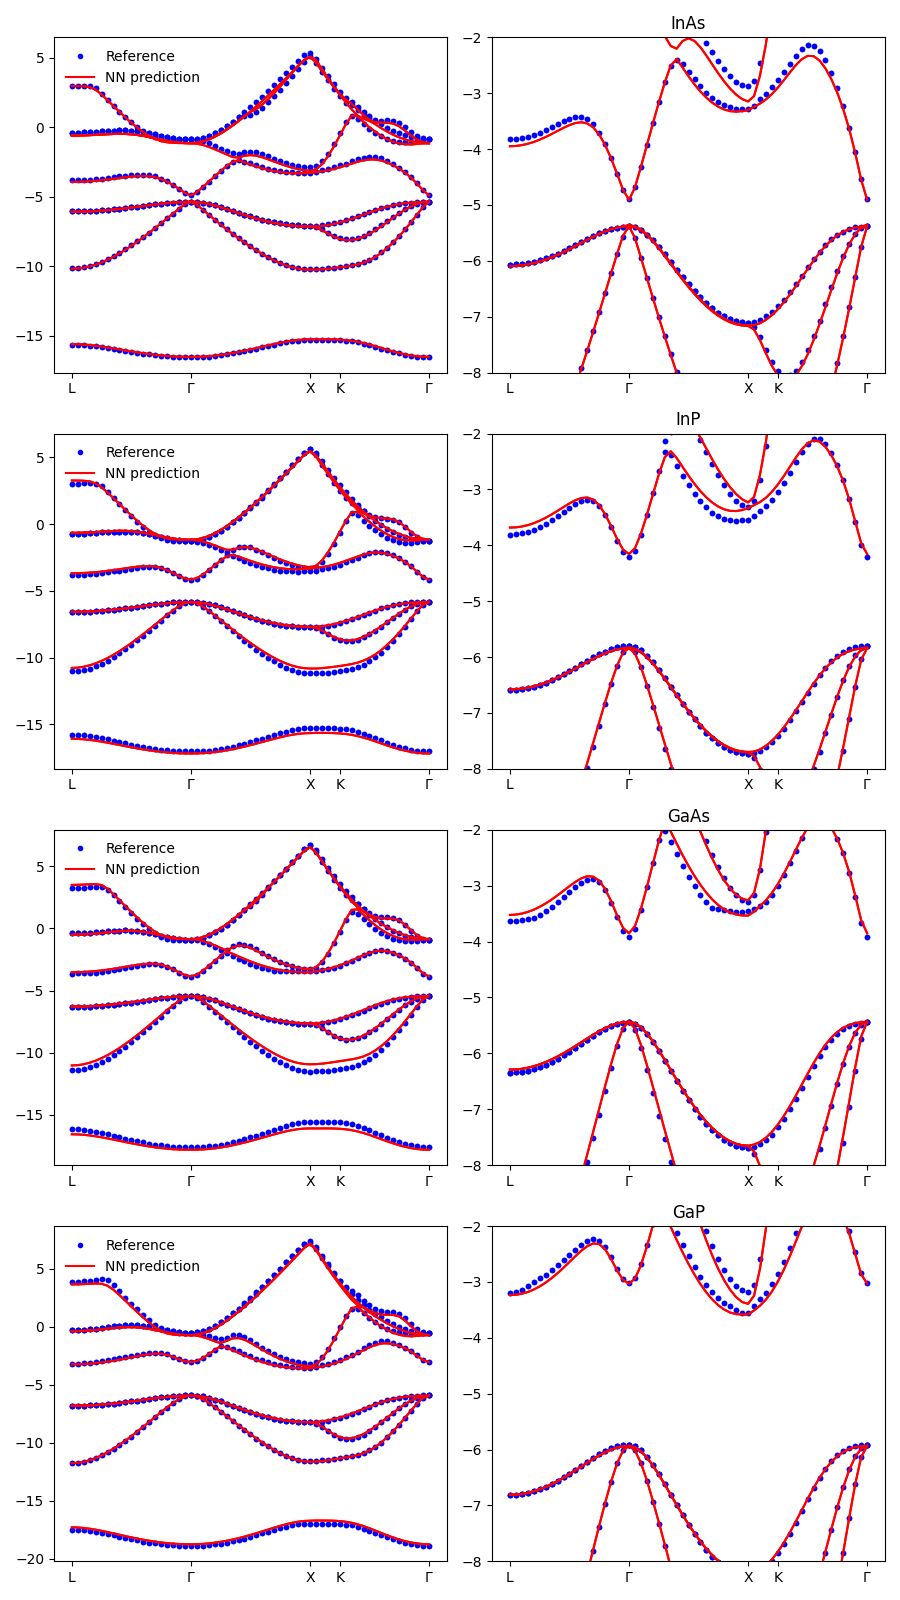 InAs
Reference
NN prediction
5
0
−5
−10
−15
L Γ X K Γ
−2
−3
−4
−5
−6
−7
−8
L Γ X K Γ
InP
Reference
NN prediction
5
0
−5
−10
−15
L Γ X K Γ
−2
−3
−4
−5
−6
−7
−8
L Γ X K Γ
GaAs
Reference
NN prediction
5
0
−5
−10
−15
L Γ X K Γ
−2
−3
−4
−5
−6
−7
−8
L Γ X K Γ
GaP
Reference
NN prediction
5
0
−5
−10
−15
−20
L Γ X K Γ
−2
−3
−4
−5
−6
−7
−8
L Γ X K Γ